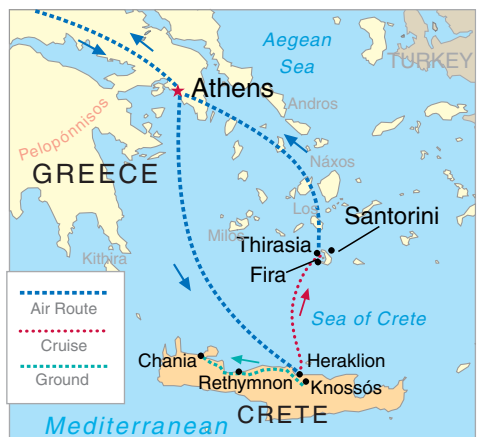 Aegean
Sea
TURKEY
Athens
Andros
Pelopónnisos
GREECE
Náxos
Ios
Santorini
Milos
Thirasia
Kithira
Fira
Air Route
Sea of Crete
Cruise
Chania
Heraklion
Ground
Rethymnon
Knossós
CRETE
Mediterranean